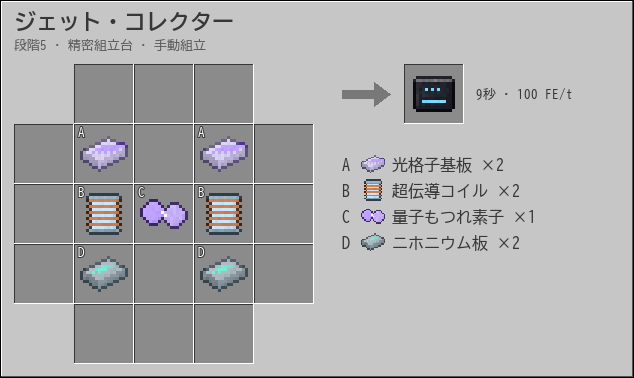 ジェット・コレクター
段階5 · 精密組立台 · 手動組立
A A
B C B
D D
9秒 · 100 FE/t
A 光格子基板 ×2
B 超伝導コイル ×2
C 量子もつれ素子 ×1
D ニホニウム板 ×2